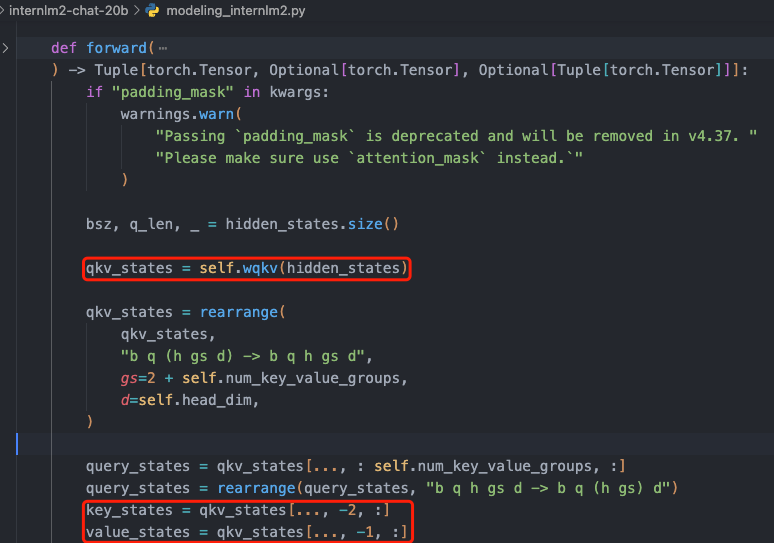 internlm2-chat-20b > modeling_internlm2.py
def forward(…
) -> Tuple[torch.Tensor, Optional[torch.Tensor], Optional[Tuple[torch.Tensor]]]:
if "padding_mask" in kwargs:
warnings.warn(
"Passing `padding_mask` is deprecated and will be removed in v4.37. "
"Please make sure use `attention_mask` instead.`"
)
bsz, q_len, _ = hidden_states.size()
qkv_states = self.wqkv(hidden_states)
qkv_states = rearrange(
qkv_states,
"b q (h gs d) -> b q h gs d",
gs=2 + self.num_key_value_groups,
d=self.head_dim,
)
query_states = qkv_states[..., : self.num_key_value_groups, :]
query_states = rearrange(query_states, "b q h gs d -> b q (h gs) d")
key_states = qkv_states[..., -2, :]
value_states = qkv_states[..., -1, :]